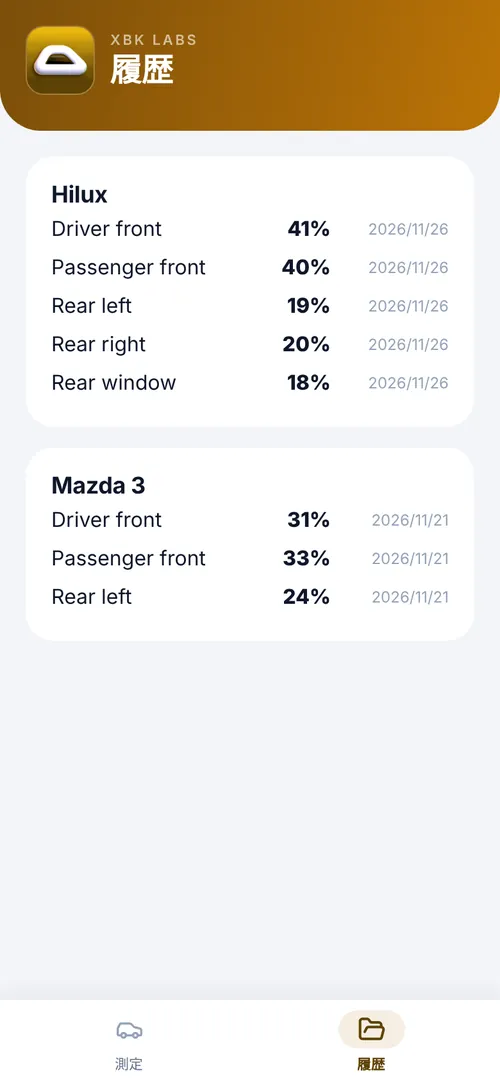 XBK LABS
履歴
Hilux
Driver front 41% 2026/11/26
Passenger front 40% 2026/11/26
Rear left 19% 2026/11/26
Rear right 20% 2026/11/26
Rear window 18% 2026/11/26
Mazda 3
Driver front 31% 2026/11/21
Passenger front 33% 2026/11/21
Rear left 24% 2026/11/21
測定
履歴